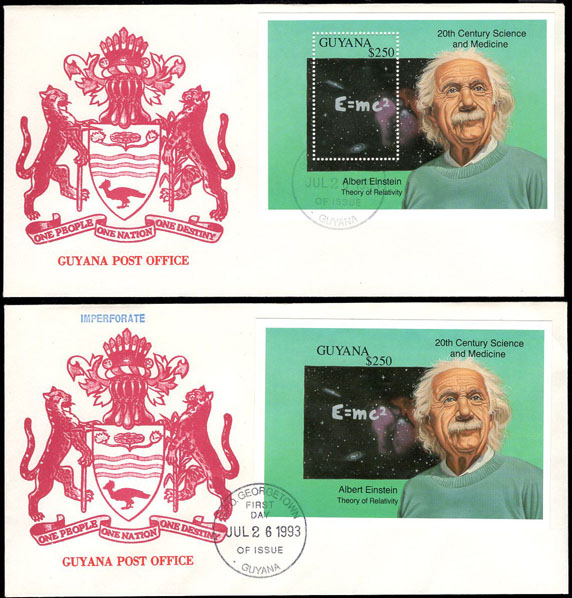 GUYANA
$250
20th Century Science
and Medicine
E=mc²
Albert Einstein
Theory of Relativity
JUL 2
OF ISSUE
GUYANA
ONE PEOPLE ONE NATION ONE DESTINY
GUYANA POST OFFICE
IMPERFORATE
GUYANA
$250
20th Century Science
and Medicine
E=mc²
Albert Einstein
Theory of Relativity
GEORGETOWN
FIRST
DAY
JUL 26 1993
OF ISSUE
GUYANA
ONE PEOPLE ONE NATION ONE DESTINY
GUYANA POST OFFICE